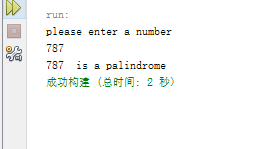 run:
please enter a number
787
787  is a palindrome
成功构建 (总时间: 2 秒)